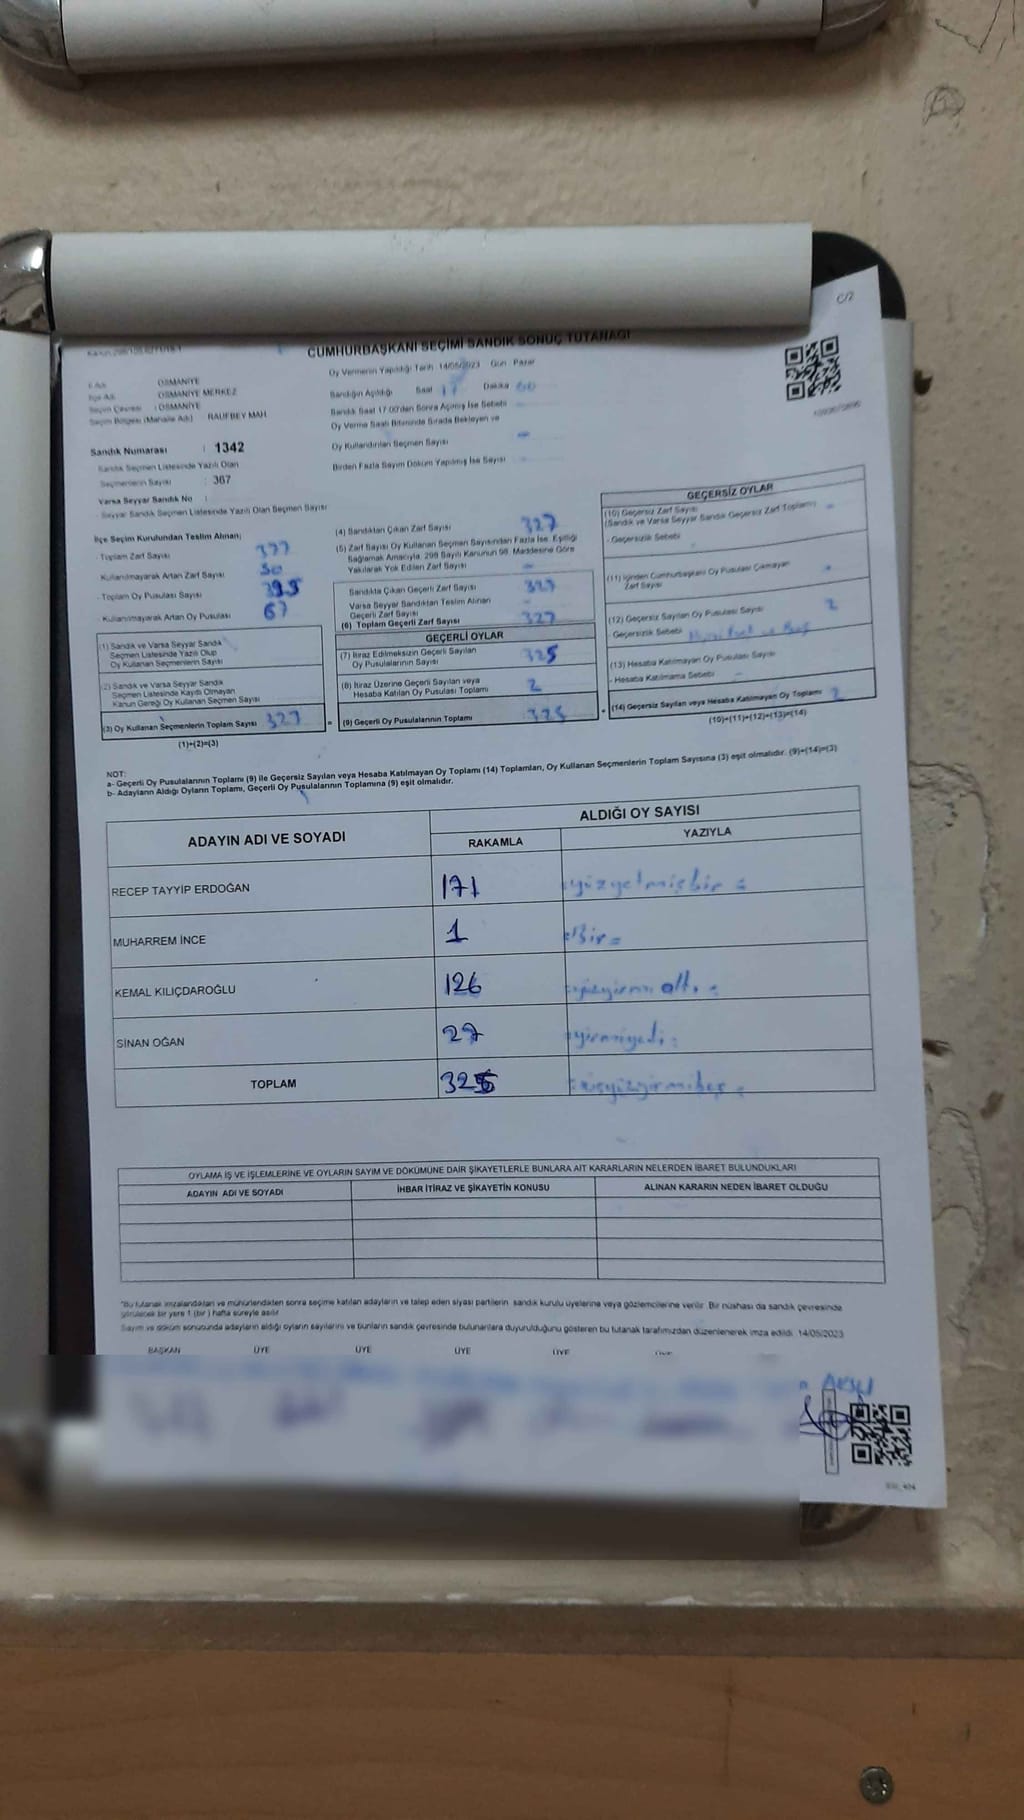 C/2
CUMHURBAŞKANI SEÇİMİ SANDIK SONUÇ TUTANAĞI
Oy Vermenin Yapıldığı Tarih 14/05/2023 Gün Pazar
OSMANİYE
İlçe Adı OSMANİYE MERKEZ
Seçim Çevresi : OSMANİYE
Seçim Bölgesi (Mahalle Adı) RAUFBEY MAH
Sandığın Açıldığı Saat 17 Dakika 00
Sandık Saat 17:00'den Sonra Açılmış İse Sebebi
Oy Verme Saati Bitiminde Sırada Bekleyen ve
Oy Kullandırılan Seçmen Sayısı -
Birden Fazla Sayım Döküm Yapılmış İse Sayısı
Sandık Numarası : 1342
Sandık Seçmen Listesinde Yazılı Olan
Seçmenlerin Sayısı : 367
Varsa Seyyar Sandık No :
- Seyyar Sandık Seçmen Listesinde Yazılı Olan Seçmen Sayısı
İlçe Seçim Kurulundan Teslim Alınan;
- Toplam Zarf Sayısı 377
Kullanılmayarak Artan Zarf Sayısı 50
- Toplam Oy Pusulası Sayısı 395
- Kullanılmayarak Artan Oy Pusulası 67
(1) Sandık ve Varsa Seyyar Sandık
Seçmen Listesinde Yazılı Olup
Oy Kullanan Seçmenlerin Sayısı
(2) Sandık ve Varsa Seyyar Sandık
Seçmen Listesinde Kayıtlı Olmayan
Kanun Gereği Oy Kullanan Seçmen Sayısı
(3) Oy Kullanan Seçmenlerin Toplam Sayısı 327
(1)+(2)=(3)
(4) Sandıktan Çıkan Zarf Sayısı 327
(5) Zarf Sayısı Oy Kullanan Seçmen Sayısından Fazla İse, Eşitliği
Sağlamak Amacıyla, 298 Sayılı Kanunun 98. Maddesine Göre
Yakılarak Yok Edilen Zarf Sayısı -
Sandıkta Çıkan Geçerli Zarf Sayısı 327
Varsa Seyyar Sandıktan Teslim Alınan
Geçerli Zarf Sayısı -
(6) Toplam Geçerli Zarf Sayısı 327
GEÇERLİ OYLAR
(7) İtiraz Edilmeksizin Geçerli Sayılan
Oy Pusulalarının Sayısı 325
(8) İtiraz Üzerine Geçerli Sayılan veya
Hesaba Katılan Oy Pusulası Toplamı 2
= (9) Geçerli Oy Pusulalarının Toplamı 325
GEÇERSİZ OYLAR
(10) Geçersiz Zarf Sayısı
(Sandık ve Varsa Seyyar Sandık Geçersiz Zarf Toplamı) -
- Geçersizlik Sebebi
(11) İçinden Cumhurbaşkanı Oy Pusulası Çıkmayan
Zarf Sayısı -
(12) Geçersiz Sayılan Oy Pusulası Sayısı 2
- Geçersizlik Sebebi
(13) Hesaba Katılmayan Oy Pusulası Sayısı
- Hesaba Katılmama Sebebi -
+ (14) Geçersiz Sayılan veya Hesaba Katılmayan Oy Toplamı 2
(10)+(11)+(12)+(13)=(14)
NOT:
a- Geçerli Oy Pusulalarının Toplamı (9) ile Geçersiz Sayılan veya Hesaba Katılmayan Oy Toplamı (14) Toplamları, Oy Kullanan Seçmenlerin Toplam Sayısına (3) eşit olmalıdır. (9)+(14)=(3)
b- Adayların Aldığı Oyların Toplamı, Geçerli Oy Pusulalarının Toplamına (9) eşit olmalıdır.
ADAYIN ADI VE SOYADI ALDIĞI OY SAYISI
RAKAMLA YAZIYLA
RECEP TAYYİP ERDOĞAN 171 yüzyetmişbir =
MUHARREM İNCE 1 =Bir=
KEMAL KILIÇDAROĞLU 126 yüzyirmi altı =
SİNAN OĞAN 27 =yirmiyedi=
TOPLAM 325 =üçyüzyirmibeş =
OYLAMA İŞ VE İŞLEMLERİNE VE OYLARIN SAYIM VE DÖKÜMÜNE DAİR ŞİKAYETLERLE BUNLARA AİT KARARLARIN NELERDEN İBARET BULUNDUKLARI
ADAYIN ADI VE SOYADI İHBAR İTİRAZ VE ŞİKAYETİN KONUSU ALINAN KARARIN NEDEN İBARET OLDUĞU
*Bu tutanak imzalandıktan ve mühürlendikten sonra seçime katılan adayların ve talep eden siyasi partilerin sandık kurulu üyelerine veya gözlemcilerine verilir. Bir nüshası da sandık çevresinde
görülecek bir yere 1 (bir) hafta süreyle asılır.
Sayım ve döküm sonucunda adayların aldığı oyların sayılarını ve bunların sandık çevresinde bulunanlara duyurulduğunu gösteren bu tutanak tarafımızdan düzenlenerek imza edildi. 14/05/2023
BAŞKAN ÜYE ÜYE ÜYE ÜYE
AKSU